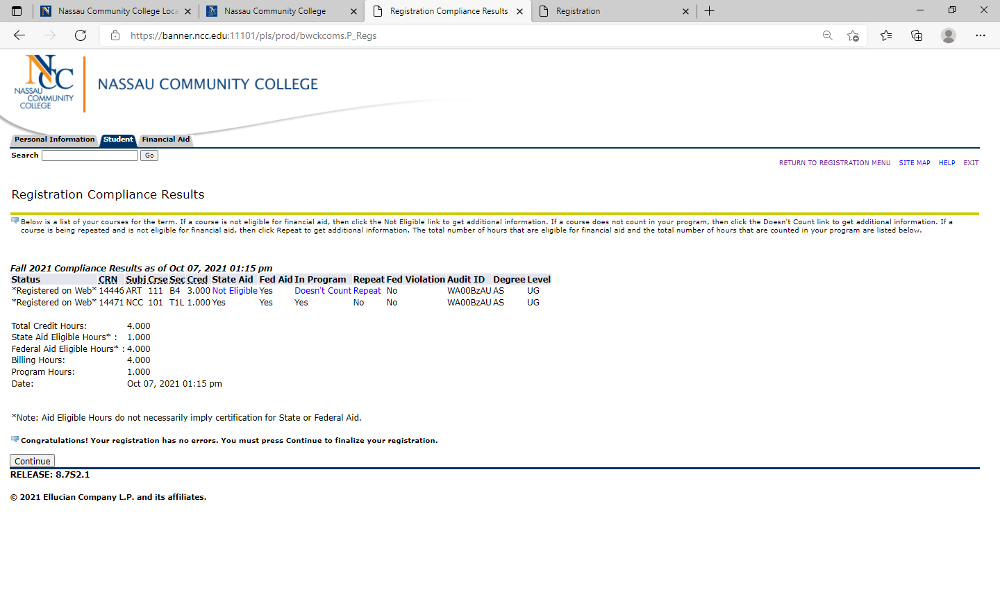 Nassau Community College Loca
Nassau Community College
Registration Compliance Results
Registration
https://banner.ncc.edu:11101/pls/prod/bwckcoms.P_Regs
NCC
NASSAU
COMMUNITY
COLLEGE
NASSAU COMMUNITY COLLEGE
Personal Information Student Financial Aid
Search Go
RETURN TO REGISTRATION MENU SITE MAP HELP EXIT
Registration Compliance Results
Below is a list of your courses for the term. If a course is not eligible for financial aid, then click the Not Eligible link to get additional information. If a course does not count in your program, then click the Doesn't Count link to get additional information. If a
course is being repeated and is not eligible for financial aid, then click Repeat to get additional information. The total number of hours that are eligible for financial aid and the total number of hours that are counted in your program are listed below.
Fall 2021 Compliance Results as of Oct 07, 2021 01:15 pm
Status CRN Subj Crse Sec Cred State Aid Fed Aid In Program Repeat Fed Violation Audit ID Degree Level
*Registered on Web* 14446 ART 111 B4 3.000 Not Eligible Yes Doesn't Count Repeat No WA00BzAU AS UG
*Registered on Web* 14471 NCC 101 T1L 1.000 Yes Yes Yes No No WA00BzAU AS UG
Total Credit Hours: 4.000
State Aid Eligible Hours* : 1.000
Federal Aid Eligible Hours* : 4.000
Billing Hours: 4.000
Program Hours: 1.000
Date: Oct 07, 2021 01:15 pm
*Note: Aid Eligible Hours do not necessarily imply certification for State or Federal Aid.
Congratulations! Your registration has no errors. You must press Continue to finalize your registration.
Continue
RELEASE: 8.7S2.1
© 2021 Ellucian Company L.P. and its affiliates.